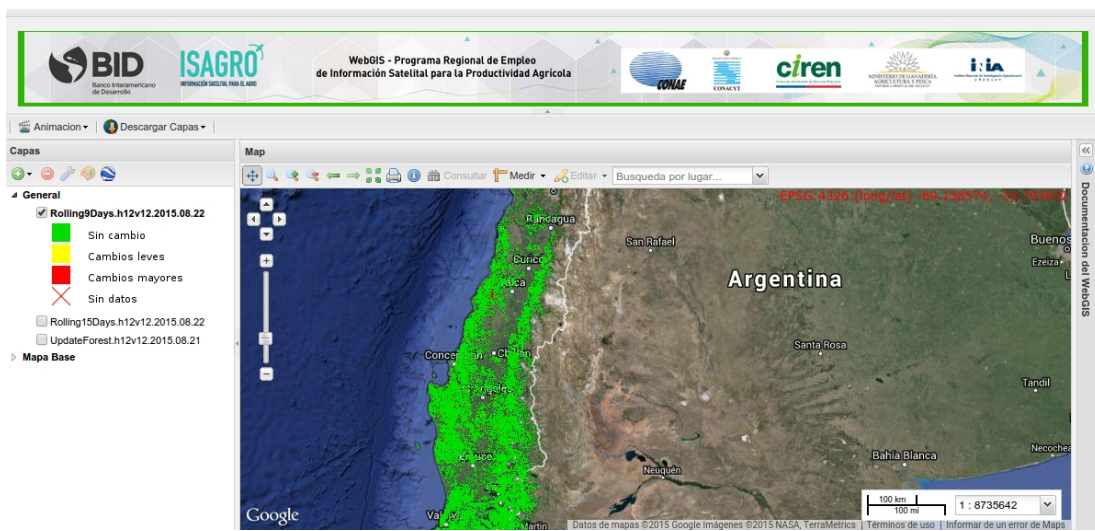 BID
Banco Interamericano
de Desarrollo
ISAGRO
INFORMACIÓN SATELITAL PARA EL AGRO
WebGIS - Programa Regional de Empleo
de Información Satelital para la Productividad Agrícola
CONAE
CONACYT
ciren
MINISTERIO DE GANADERÍA
AGRICULTURA Y PESCA
inia
URUGUAY
Animacion
Descargar Capas
Capas
Map
Consultar
Medir
Editar
Busqueda por lugar...
General
Rolling9Days.h12v12.2015.08.22
Sin cambio
Cambios leves
Cambios mayores
Sin datos
Rolling15Days.h12v12.2015.08.22
UpdateForest.h12v12.2015.08.21
Mapa Base
Documentacion del WebGIS
EPSG:4326 (long/lat)
Rancagua
San Rafael
Buenos
Ezeiza
Curicó
Argentina
Santa Rosa
Tandil
Necochea
Bahía Blanca
Neuquén
Google
100 km
100 mi
1 : 8735642
Datos de mapas ©2015 Google Imágenes ©2015 NASA, TerraMetrics
Términos de uso
Informar de un error de Maps